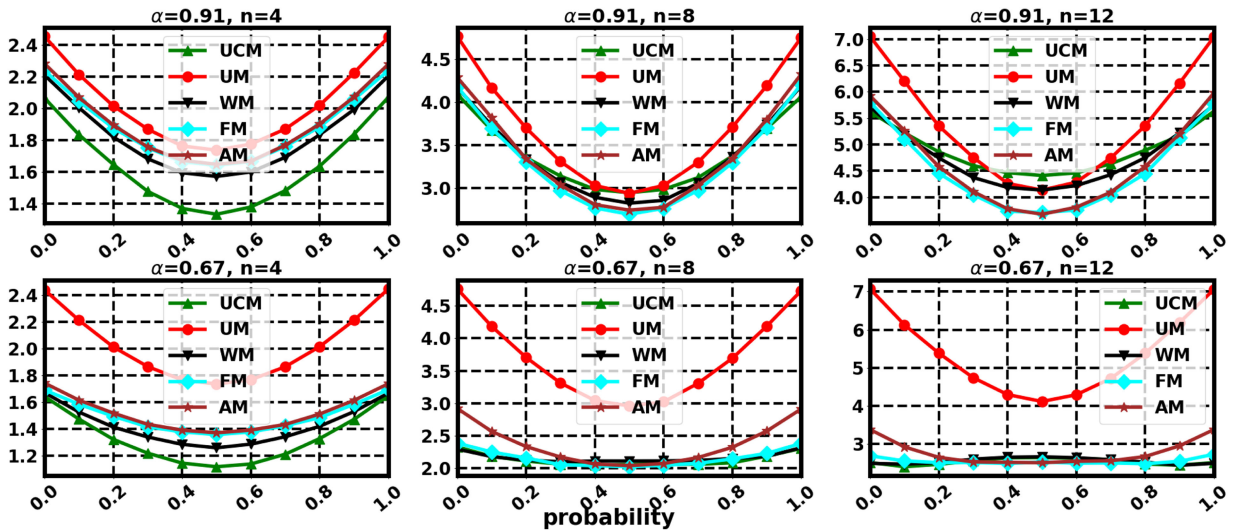 α=0.91, n=4
2.4
2.2
2.0
1.8
1.6
1.4
UCM
UM
WM
FM
AM
0.0 0.2 0.4 0.6 0.8 1.0
α=0.91, n=8
4.5
4.0
3.5
3.0
UCM
UM
WM
FM
AM
0.0 0.2 0.4 0.6 0.8 1.0
α=0.91, n=12
7.0
6.5
6.0
5.5
5.0
4.5
4.0
UCM
UM
WM
FM
AM
0.0 0.2 0.4 0.6 0.8 1.0
α=0.67, n=4
2.4
2.2
2.0
1.8
1.6
1.4
1.2
UCM
UM
WM
FM
AM
0.0 0.2 0.4 0.6 0.8 1.0
α=0.67, n=8
4.5
4.0
3.5
3.0
2.5
2.0
UCM
UM
WM
FM
AM
0.0 0.2 0.4 0.6 0.8 1.0
α=0.67, n=12
7
6
5
4
3
UCM
UM
WM
FM
AM
0.0 0.2 0.4 0.6 0.8 1.0
probability